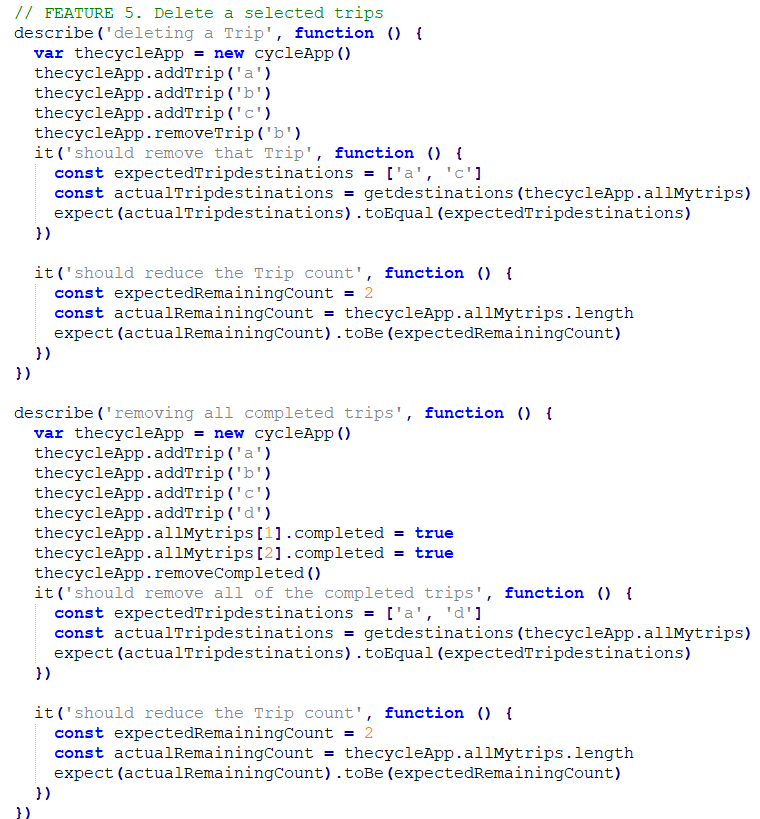 // FEATURE 5. Delete a selected trips
describe('deleting a Trip', function () {
  var thecycleApp = new cycleApp()
  thecycleApp.addTrip('a')
  thecycleApp.addTrip('b')
  thecycleApp.addTrip('c')
  thecycleApp.removeTrip('b')
  it('should remove that Trip', function () {
    const expectedTripdestinations = ['a', 'c']
    const actualTripdestinations = getdestinations(thecycleApp.allMytrips)
    expect(actualTripdestinations).toEqual(expectedTripdestinations)
  })

  it('should reduce the Trip count', function () {
    const expectedRemainingCount = 2
    const actualRemainingCount = thecycleApp.allMytrips.length
    expect(actualRemainingCount).toBe(expectedRemainingCount)
  })
})

describe('removing all completed trips', function () {
  var thecycleApp = new cycleApp()
  thecycleApp.addTrip('a')
  thecycleApp.addTrip('b')
  thecycleApp.addTrip('c')
  thecycleApp.addTrip('d')
  thecycleApp.allMytrips[1].completed = true
  thecycleApp.allMytrips[2].completed = true
  thecycleApp.removeCompleted()
  it('should remove all of the completed trips', function () {
    const expectedTripdestinations = ['a', 'd']
    const actualTripdestinations = getdestinations(thecycleApp.allMytrips)
    expect(actualTripdestinations).toEqual(expectedTripdestinations)
  })

  it('should reduce the Trip count', function () {
    const expectedRemainingCount = 2
    const actualRemainingCount = thecycleApp.allMytrips.length
    expect(actualRemainingCount).toBe(expectedRemainingCount)
  })
})